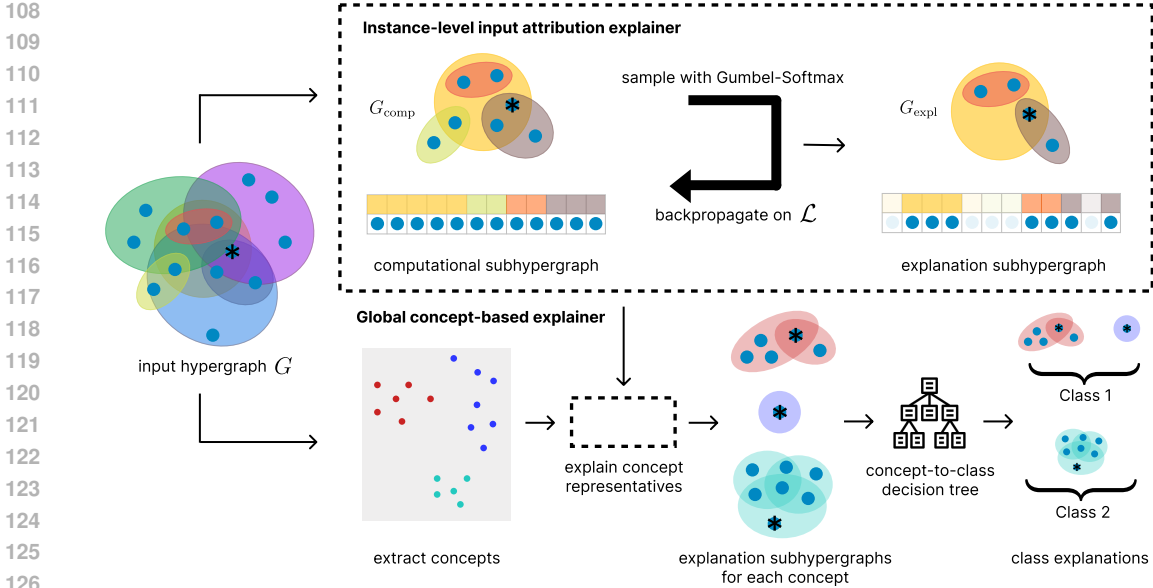 108
109
110
111
112
113
114
115
116
117
118
119
120
121
122
123
124
125
126
Instance-level input attribution explainer
G_comp
sample with Gumbel-Softmax
G_expl
*
*
backpropagate on ℒ
computational subhypergraph
explanation subhypergraph
*
input hypergraph G
Global concept-based explainer
*
*
*
Class 1
*
explain concept
representatives
concept-to-class
decision tree
*
*
Class 2
extract concepts
explanation subhypergraphs
for each concept
class explanations